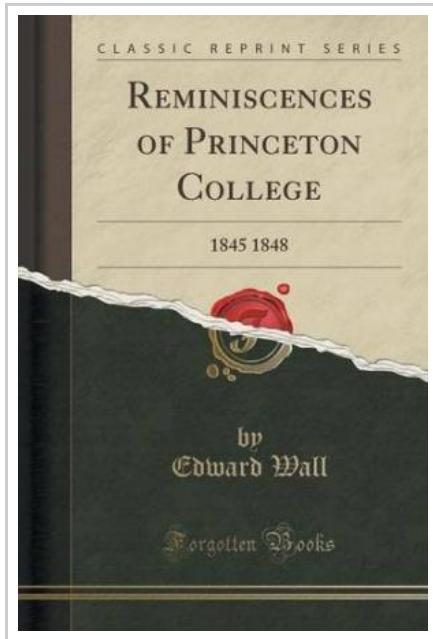 CLASSIC REPRINT SERIES
REMINISCENCES
OF PRINCETON
COLLEGE
1845 1848
F
by
Edward Wall
Forgotten Books